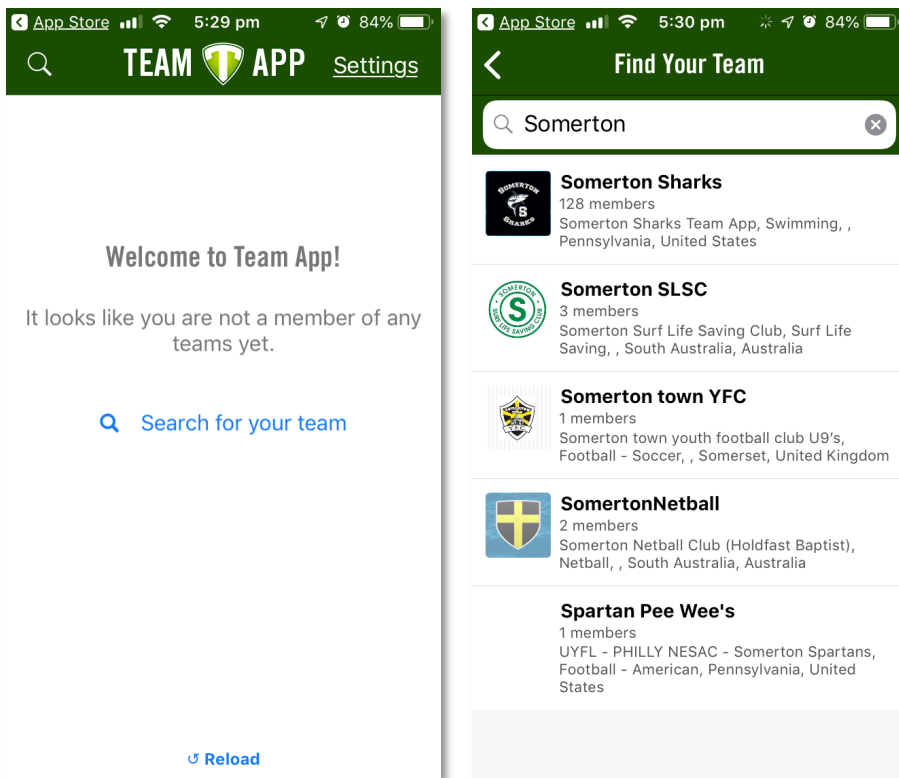 App Store 5:29 pm 84%
TEAM T APP Settings
Welcome to Team App!
It looks like you are not a member of any
teams yet.
Search for your team
Reload
App Store 5:30 pm 84%
Find Your Team
Somerton
SOMERTON
S
SHARKS
Somerton Sharks
128 members
Somerton Sharks Team App, Swimming, ,
Pennsylvania, United States
SOMERTON
S
SURF LIFE SAVING CLUB
Somerton SLSC
3 members
Somerton Surf Life Saving Club, Surf Life
Saving, , South Australia, Australia
Somerton town YFC
1 members
Somerton town youth football club U9's,
Football - Soccer, , Somerset, United Kingdom
SomertonNetball
2 members
Somerton Netball Club (Holdfast Baptist),
Netball, , South Australia, Australia
Spartan Pee Wee's
1 members
UYFL - PHILLY NESAC - Somerton Spartans,
Football - American, Pennsylvania, United
States